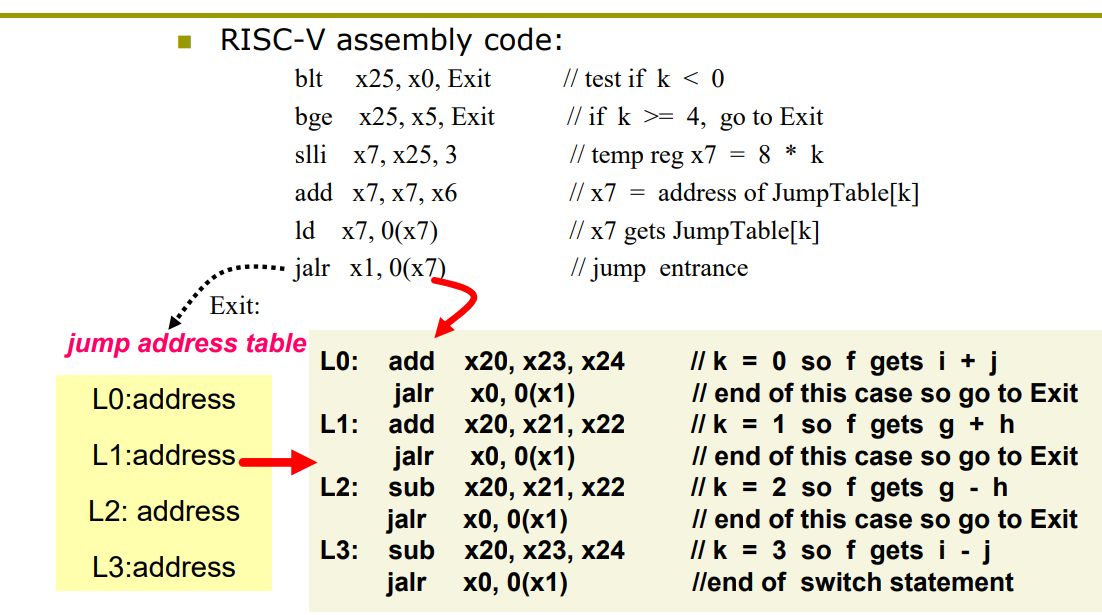 RISC-V assembly code:
blt x25, x0, Exit // test if k < 0
bge x25, x5, Exit // if k >= 4, go to Exit
slli x7, x25, 3 // temp reg x7 = 8 * k
add x7, x7, x6 // x7 = address of JumpTable[k]
ld x7, 0(x7) // x7 gets JumpTable[k]
jalr x1, 0(x7) // jump entrance
Exit:
jump address table
L0:address
L1:address
L2: address
L3:address
L0: add x20, x23, x24 // k = 0 so f gets i + j
jalr x0, 0(x1) // end of this case so go to Exit
L1: add x20, x21, x22 // k = 1 so f gets g + h
jalr x0, 0(x1) // end of this case so go to Exit
L2: sub x20, x21, x22 // k = 2 so f gets g - h
jalr x0, 0(x1) // end of this case so go to Exit
L3: sub x20, x23, x24 // k = 3 so f gets i - j
jalr x0, 0(x1) //end of switch statement